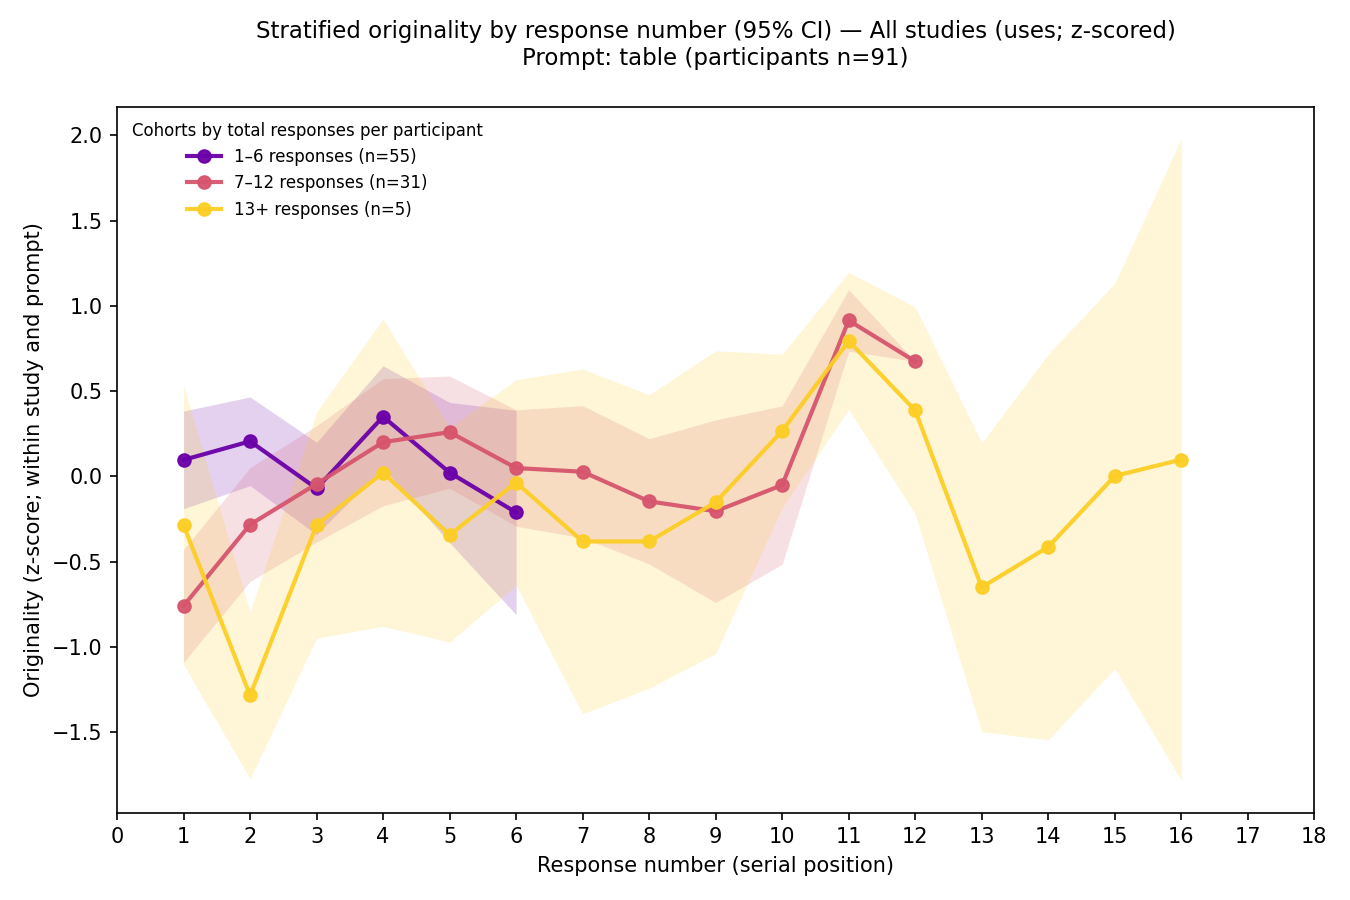 Stratified originality by response number (95% CI) — All studies (uses; z-scored)
Prompt: table (participants n=91)
Cohorts by total responses per participant
1–6 responses (n=55)
7–12 responses (n=31)
13+ responses (n=5)
Originality (z-score; within study and prompt)
2.0
1.5
1.0
0.5
0.0
−0.5
−1.0
−1.5
0 1 2 3 4 5 6 7 8 9 10 11 12 13 14 15 16 17 18
Response number (serial position)